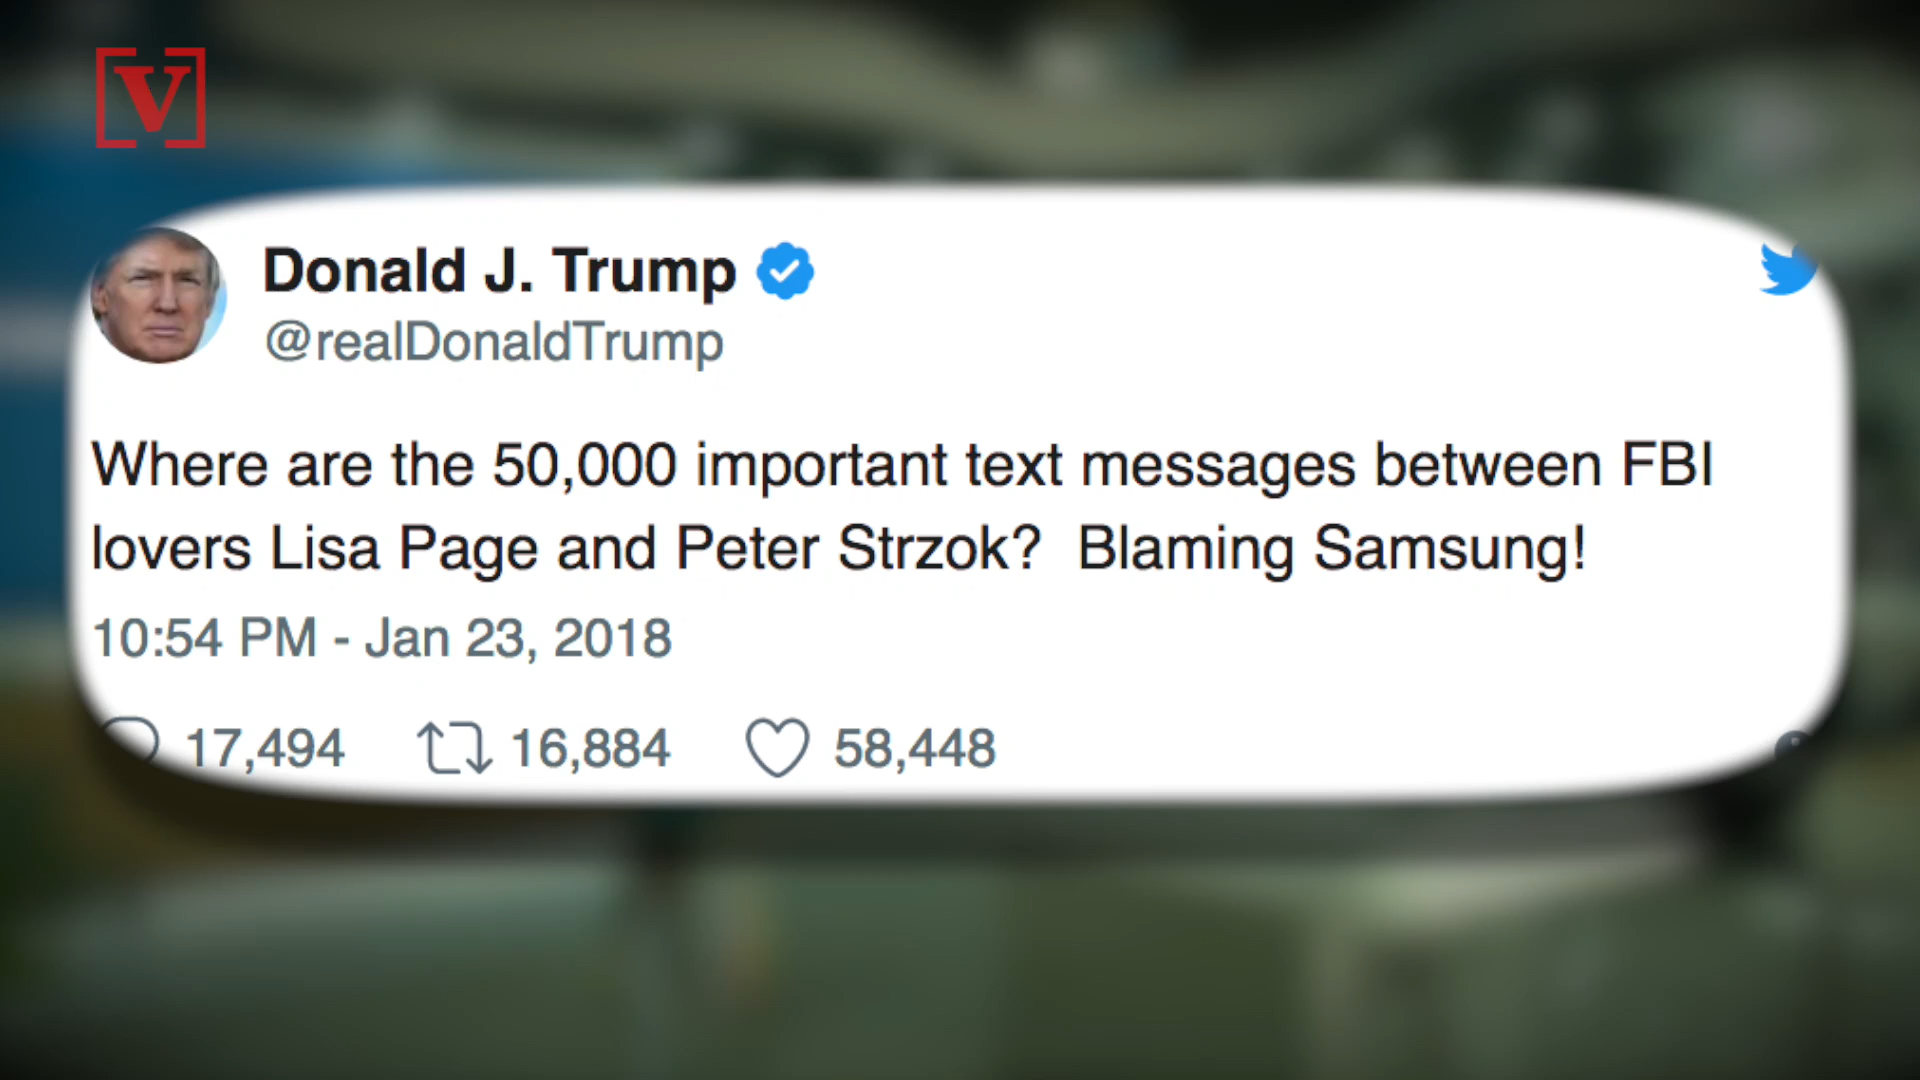 V
Donald J. Trump
@realDonaldTrump
Where are the 50,000 important text messages between FBI
lovers Lisa Page and Peter Strzok?  Blaming Samsung!
10:54 PM - Jan 23, 2018
17,494 16,884 58,448